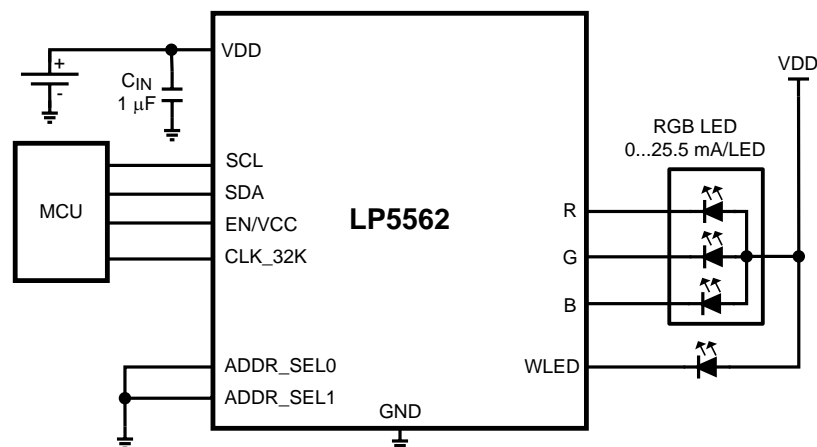 VDD
+
-
CIN
1 μF
MCU
SCL
SDA
EN/VCC
CLK_32K
ADDR_SEL0
ADDR_SEL1
LP5562
GND
R
G
B
WLED
RGB LED
0...25.5 mA/LED
VDD